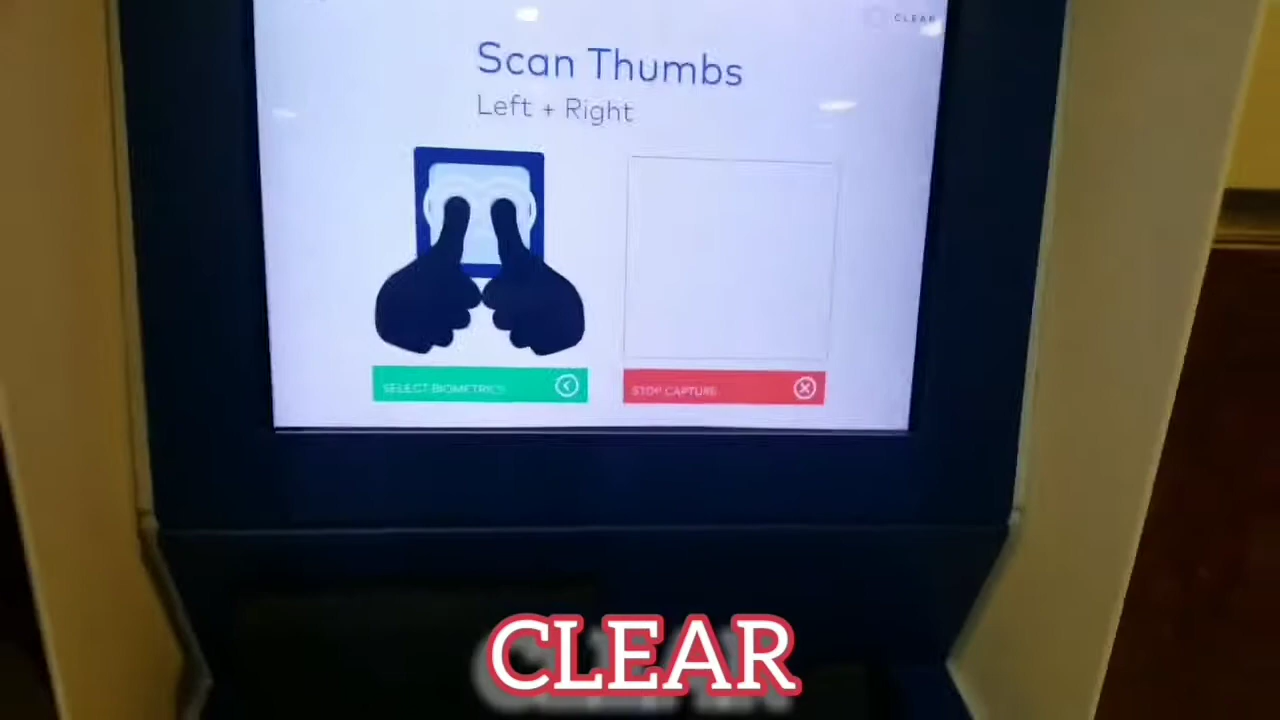 CLEAR
Scan Thumbs
Left + Right
SELECT BIOMETRICS
STOP CAPTURE
CLEAR